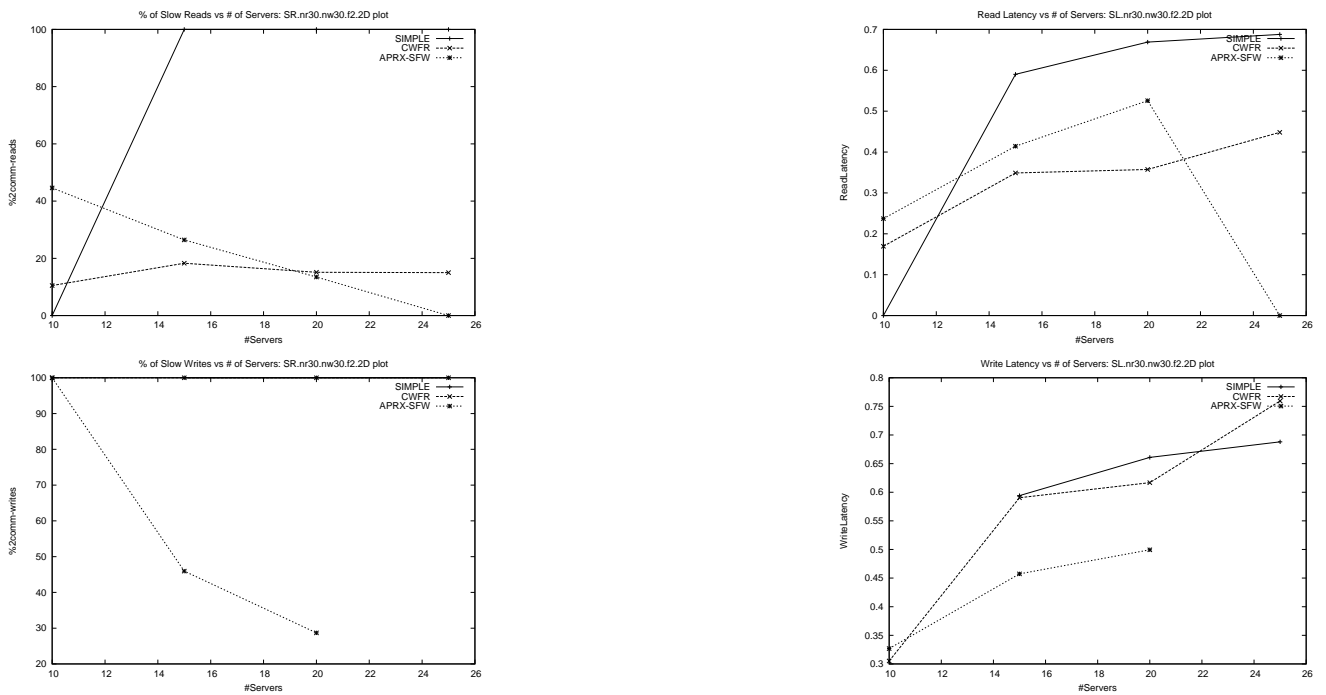 % of Slow Reads vs # of Servers: SR.nr30.nw30.f2.2D plot
100
80
60
40
20
0
%2comm-reads
SIMPLE
CWFR
APRX-SFW
10 12 14 16 18 20 22 24 26
#Servers
Read Latency vs # of Servers: SL.nr30.nw30.f2.2D plot
0.7
0.6
0.5
0.4
0.3
0.2
0.1
0
ReadLatency
SIMPLE
CWFR
APRX-SFW
10 12 14 16 18 20 22 24 26
#Servers
% of Slow Writes vs # of Servers: SR.nr30.nw30.f2.2D plot
100
90
80
70
60
50
40
30
20
%2comm-writes
SIMPLE
CWFR
APRX-SFW
10 12 14 16 18 20 22 24 26
#Servers
Write Latency vs # of Servers: SL.nr30.nw30.f2.2D plot
0.8
0.75
0.7
0.65
0.6
0.55
0.5
0.45
0.4
0.35
0.3
WriteLatency
SIMPLE
CWFR
APRX-SFW
10 12 14 16 18 20 22 24 26
#Servers